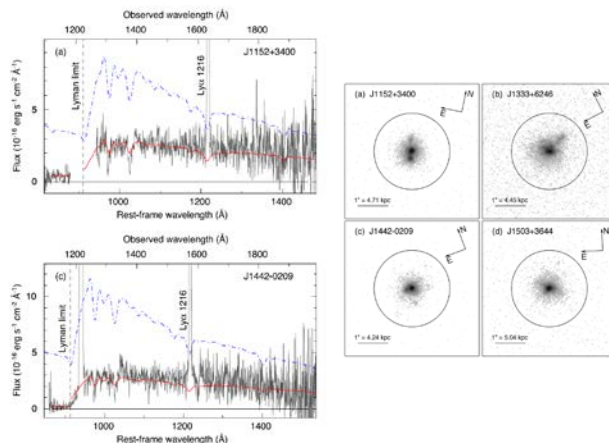 Observed wavelength (Å)
1200 1400 1600 1800
(a)
J1152+3400
Lyman limit
Lyα 1216
Flux (10⁻¹⁶ erg s⁻¹ cm⁻² Å⁻¹)
5
0
1000 1200 1400
Rest-frame wavelength (Å)
Observed wavelength (Å)
1200 1400 1600 1800
(c)
J1442-0209
Lyman limit
Lyα 1216
Flux (10⁻¹⁶ erg s⁻¹ cm⁻² Å⁻¹)
10
5
0
1000 1200 1400
Rest-frame wavelength (Å)
(a) J1152+3400
N
E
1" = 4.71 kpc
(b) J1333+6246
N
E
1" = 4.45 kpc
(c) J1442-0209
N
E
1" = 4.24 kpc
(d) J1503+3644
N
E
1" = 5.04 kpc